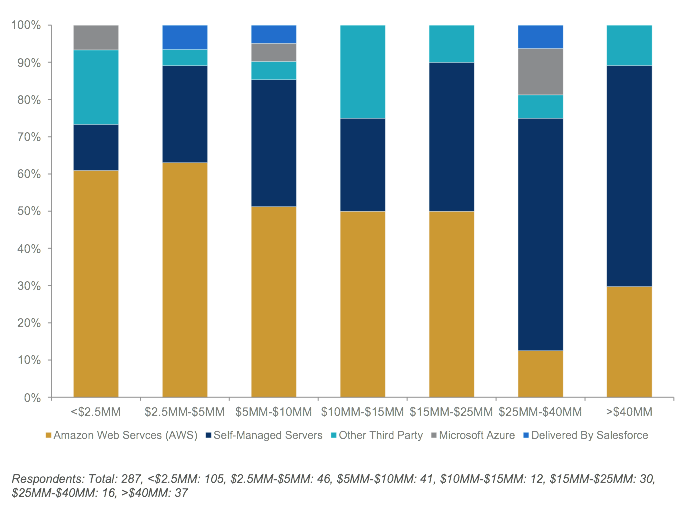 100%
90%
80%
70%
60%
50%
40%
30%
20%
10%
0%
<$2.5MM $2.5MM-$5MM $5MM-$10MM $10MM-$15MM $15MM-$25MM $25MM-$40MM >$40MM
Amazon Web Servces (AWS) Self-Managed Servers Other Third Party Microsoft Azure Delivered By Salesforce
Respondents: Total: 287, <$2.5MM: 105, $2.5MM-$5MM: 46, $5MM-$10MM: 41, $10MM-$15MM: 12, $15MM-$25MM: 30,
$25MM-$40MM: 16, >$40MM: 37